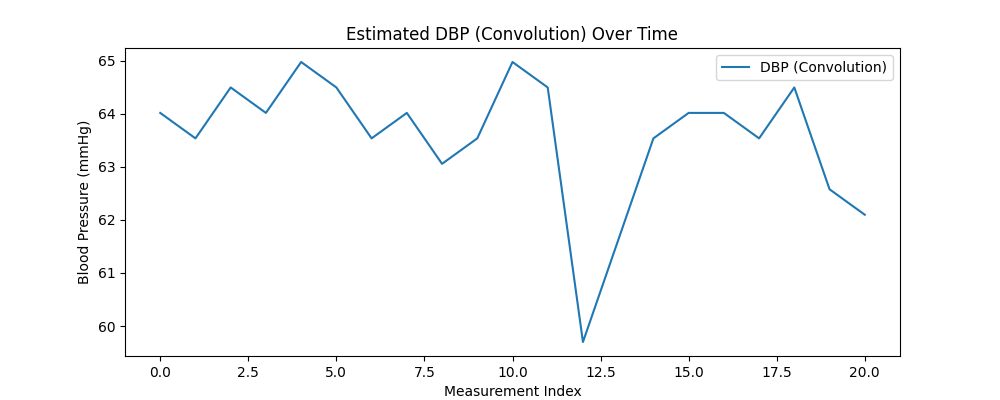 Estimated DBP (Convolution) Over Time
DBP (Convolution)
Blood Pressure (mmHg)
65
64
63
62
61
60
0.0 2.5 5.0 7.5 10.0 12.5 15.0 17.5 20.0
Measurement Index